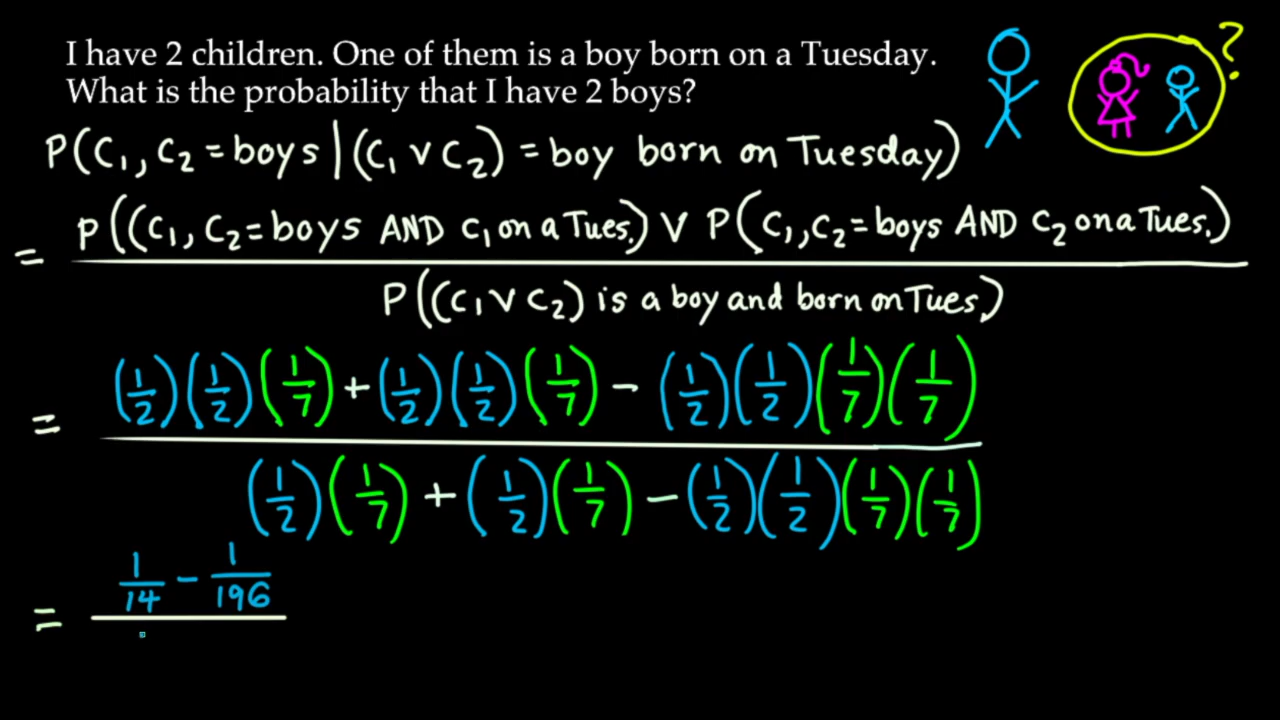 I have 2 children. One of them is a boy born on a Tuesday.
What is the probability that I have 2 boys?
?
P(C₁, C₂ = boys | (C₁ ∨ C₂) = boy born on Tuesday)
= P((C₁, C₂ = boys AND C₁ on a Tues.) ∨ P(C₁, C₂ = boys AND C₂ on a Tues.)
P((C₁ ∨ C₂) is a boy and born on Tues.)
= (1/2)(1/2)(1/7) + (1/2)(1/2)(1/7) − (1/2)(1/2)(1/7)(1/7)
(1/2)(1/7) + (1/2)(1/7) − (1/2)(1/2)(1/7)(1/7)
= 1/14 − 1/196